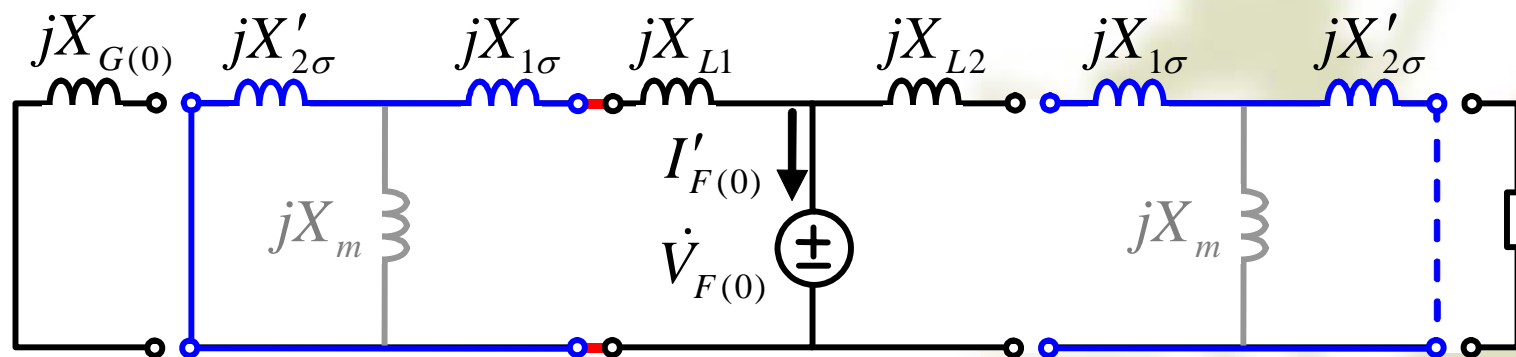 jX_{G(0)} jX'_{2σ} jX_{1σ} jX_{L1} jX_{L2} jX_{1σ} jX'_{2σ}
I'_{F(0)}
jX_m jX_m
V̇_{F(0)}